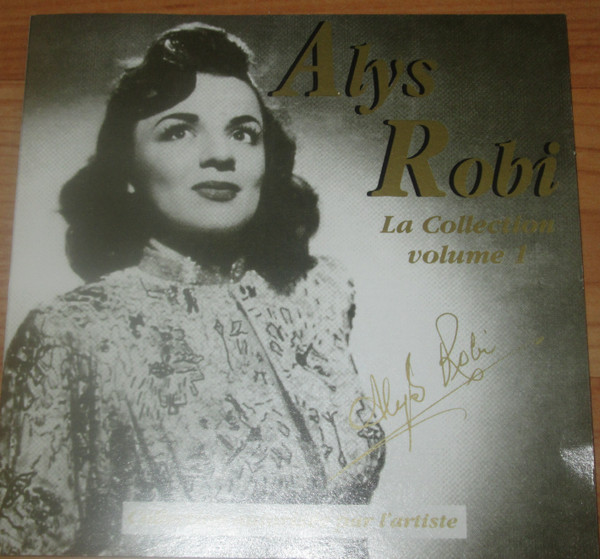 Alys
Robi
La Collection
volume 1
Alys Robi
par l'artiste